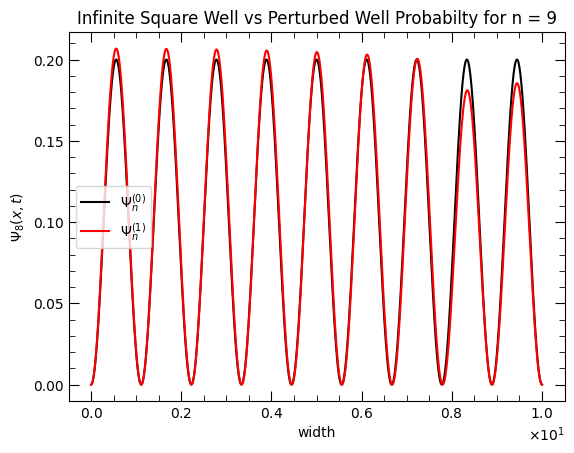 Infinite Square Well vs Perturbed Well Probabilty for n = 9
0.20
0.15
0.10
0.05
0.00
Ψ₈(x, t)
Ψₙ⁽⁰⁾
Ψₙ⁽¹⁾
0.0 0.2 0.4 0.6 0.8 1.0
width
×10¹